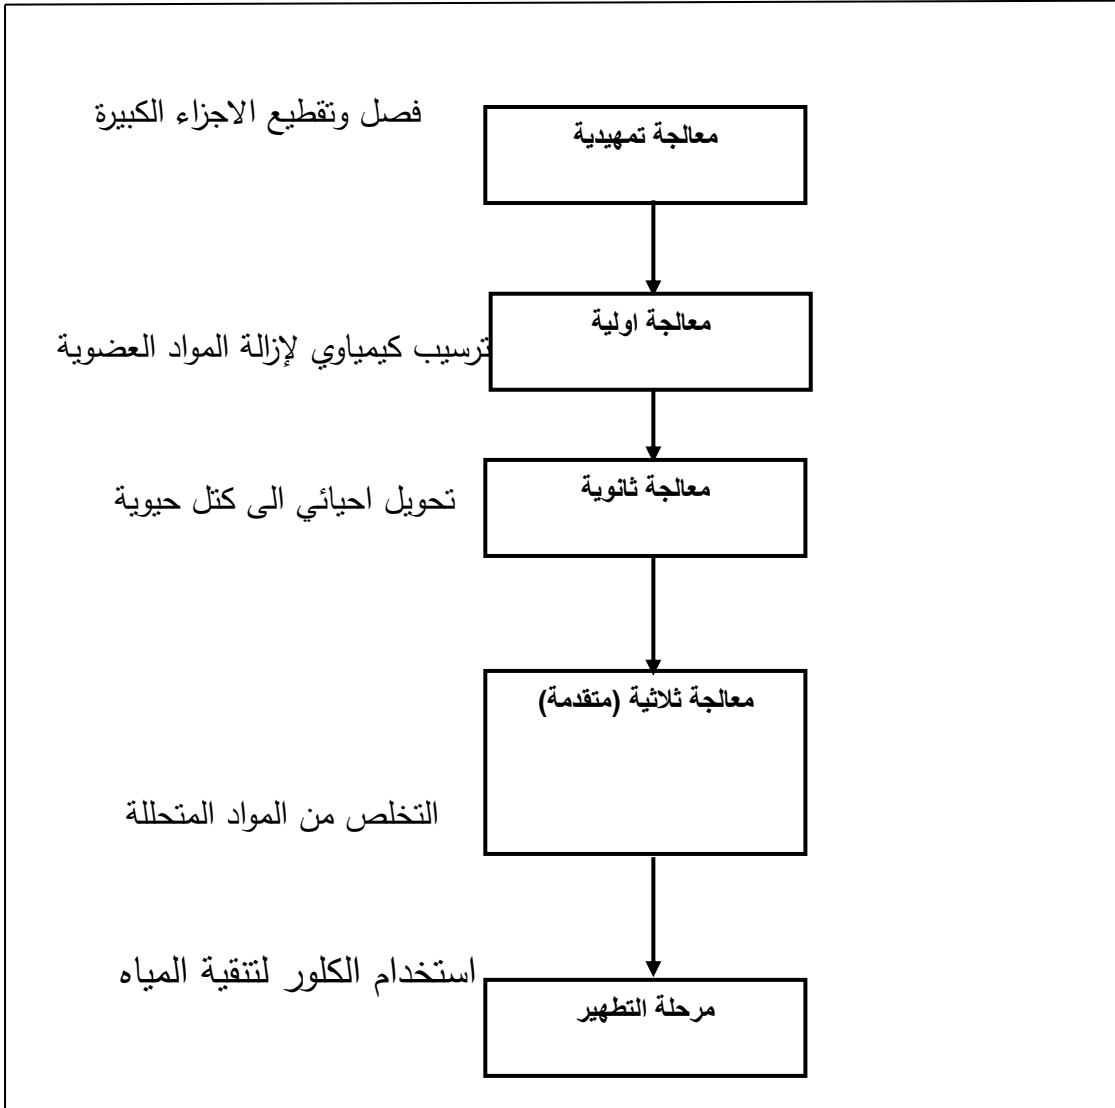 معالجة تمهيدية
فصل وتقطيع الاجزاء الكبيرة
معالجة اولية
ترسيب كيمياوي لإزالة المواد العضوية
معالجة ثانوية
تحويل احيائي الى كتل حيوية
معالجة ثلاثية (متقدمة)
التخلص من المواد المتحللة
مرحلة التطهير
استخدام الكلور لتنقية المياه